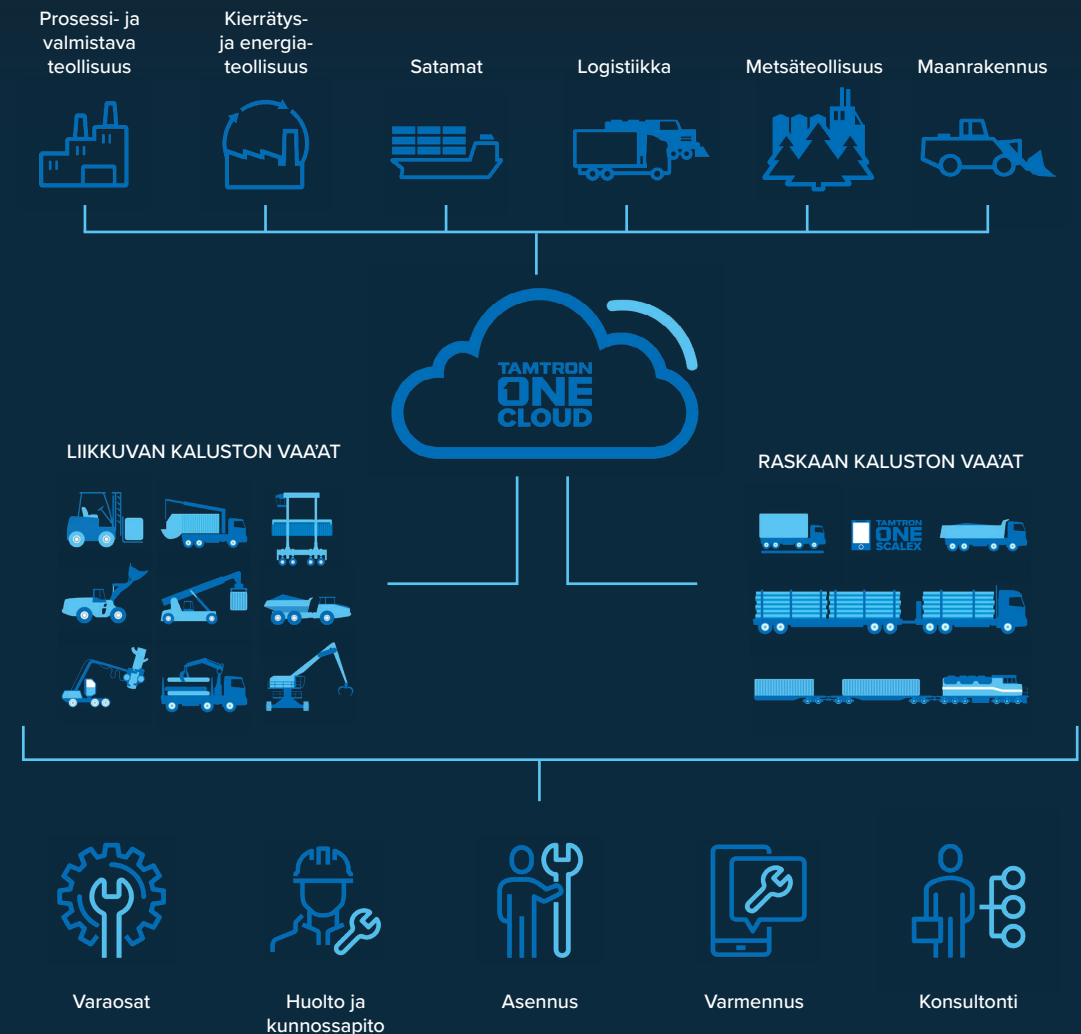 Prosessi- ja
valmistava
teollisuus
Kierrätys-
ja energia-
teollisuus
Satamat
Logistiikka
Metsäteollisuus
Maanrakennus
TAMTRON
ONE
CLOUD
LIIKKUVAN KALUSTON VAA'AT
RASKAAN KALUSTON VAA'AT
TAMTRON
ONE
SCALEX
Varaosat
Huolto ja
kunnossapito
Asennus
Varmennus
Konsultonti